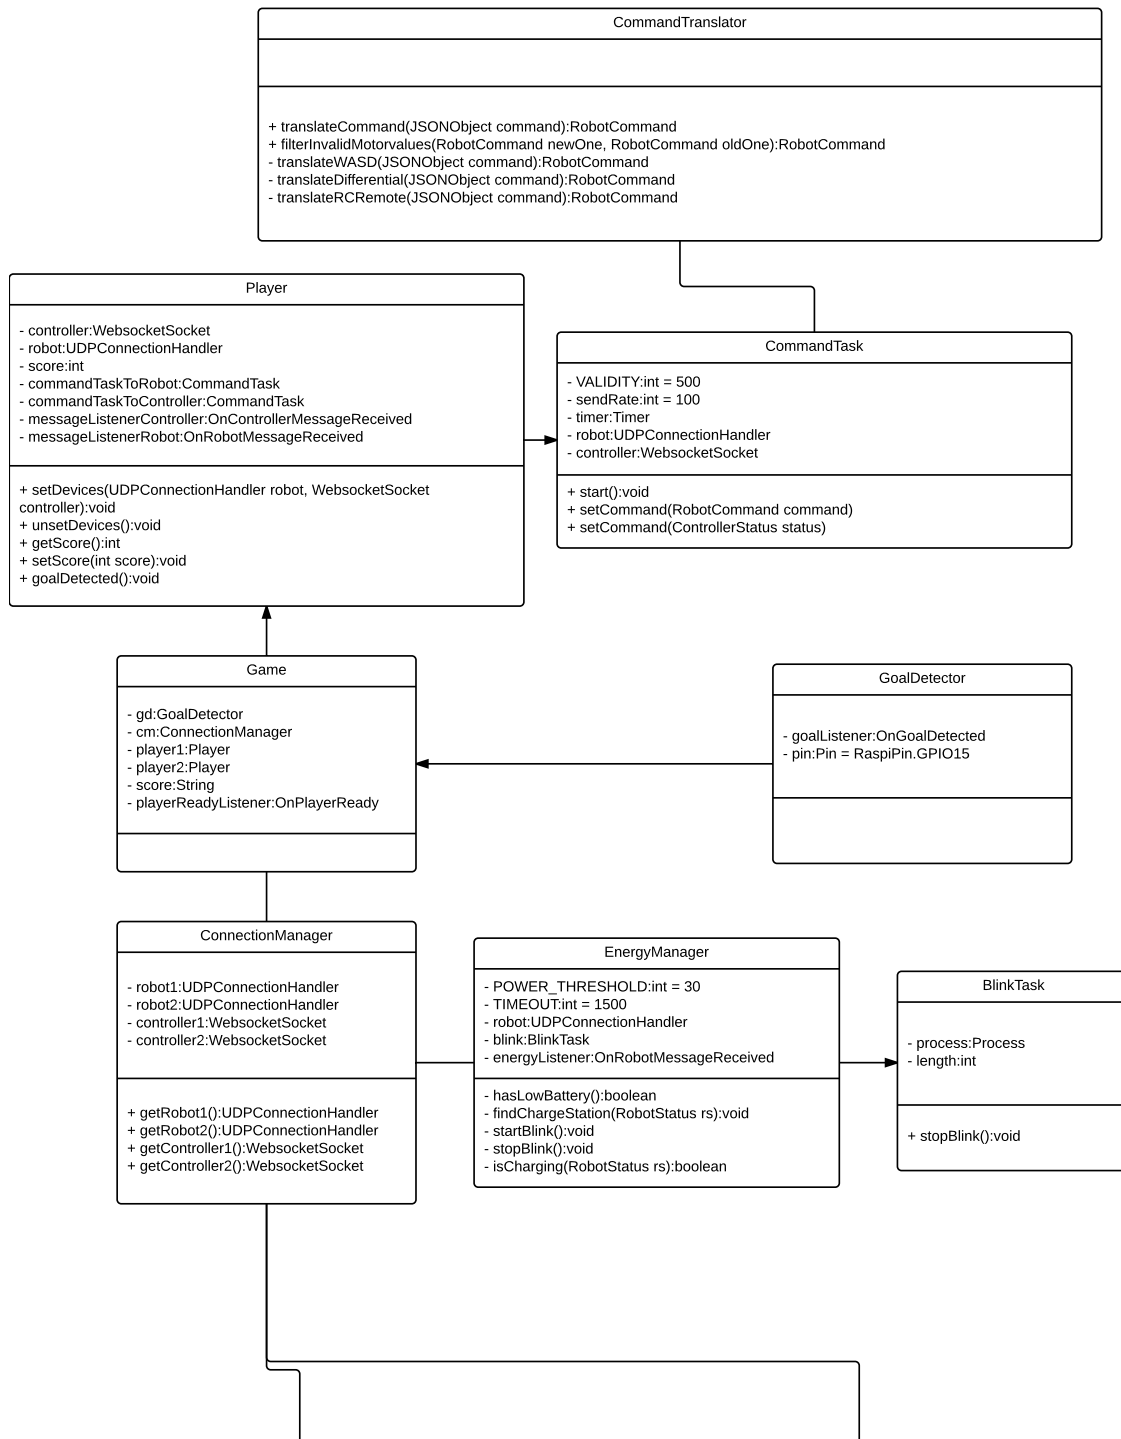 CommandTranslator
+ translateCommand(JSONObject command):RobotCommand
+ filterInvalidMotorvalues(RobotCommand newOne, RobotCommand oldOne):RobotCommand
- translateWASD(JSONObject command):RobotCommand
- translateDifferential(JSONObject command):RobotCommand
- translateRCRemote(JSONObject command):RobotCommand
Player
- controller:WebsocketSocket
- robot:UDPConnectionHandler
- score:int
- commandTaskToRobot:CommandTask
- commandTaskToController:CommandTask
- messageListenerController:OnControllerMessageReceived
- messageListenerRobot:OnRobotMessageReceived
+ setDevices(UDPConnectionHandler robot, WebsocketSocket
controller):void
+ unsetDevices():void
+ getScore():int
+ setScore(int score):void
+ goalDetected():void
CommandTask
- VALIDITY:int = 500
- sendRate:int = 100
- timer:Timer
- robot:UDPConnectionHandler
- controller:WebsocketSocket
+ start():void
+ setCommand(RobotCommand command)
+ setCommand(ControllerStatus status)
Game
- gd:GoalDetector
- cm:ConnectionManager
- player1:Player
- player2:Player
- score:String
- playerReadyListener:OnPlayerReady
GoalDetector
- goalListener:OnGoalDetected
- pin:Pin = RaspiPin.GPIO15
ConnectionManager
- robot1:UDPConnectionHandler
- robot2:UDPConnectionHandler
- controller1:WebsocketSocket
- controller2:WebsocketSocket
+ getRobot1():UDPConnectionHandler
+ getRobot2():UDPConnectionHandler
+ getController1():WebsocketSocket
+ getController2():WebsocketSocket
EnergyManager
- POWER_THRESHOLD:int = 30
- TIMEOUT:int = 1500
- robot:UDPConnectionHandler
- blink:BlinkTask
- energyListener:OnRobotMessageReceived
- hasLowBattery():boolean
- findChargeStation(RobotStatus rs):void
- startBlink():void
- stopBlink():void
- isCharging(RobotStatus rs):boolean
BlinkTask
- process:Process
- length:int
+ stopBlink():void